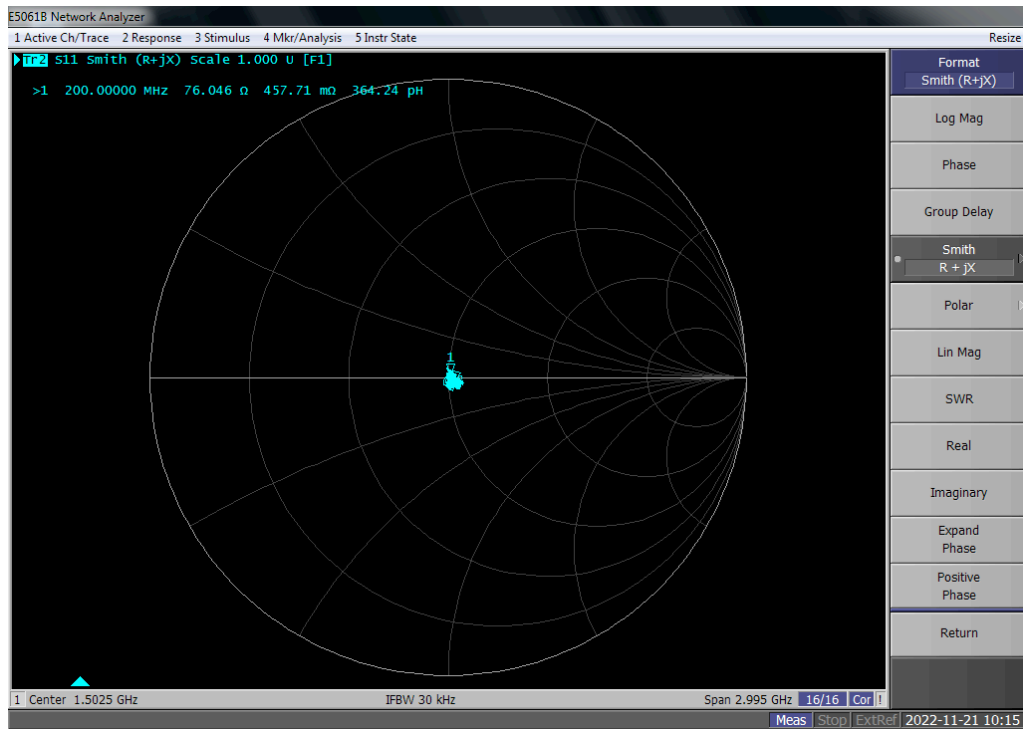 E5061B Network Analyzer
1 Active Ch/Trace 2 Response 3 Stimulus 4 Mkr/Analysis 5 Instr State
Resize
Tr2 S11 Smith (R+jX) Scale 1.000 U [F1]
>1 200.00000 MHz 76.046 Ω 457.71 mΩ 364.24 pH
1
Format
Smith (R+jX)
Log Mag
Phase
Group Delay
Smith
R + jX
Polar
Lin Mag
SWR
Real
Imaginary
Expand
Phase
Positive
Phase
Return
1 Center 1.5025 GHz IFBW 30 kHz Span 2.995 GHz 16/16 Cor !
Meas Stop ExtRef 2022-11-21 10:15